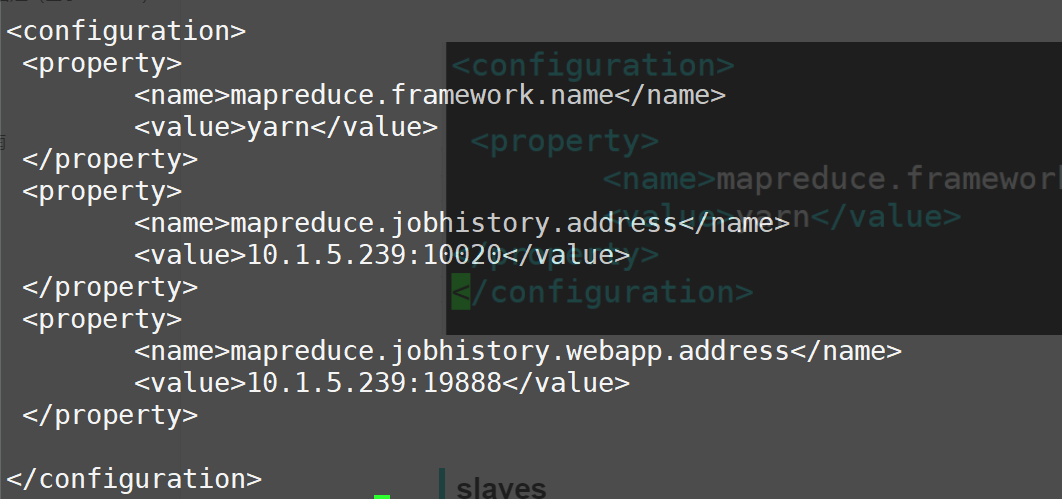 <configuration>
 <property>
        <name>mapreduce.framework.name</name>
        <value>yarn</value>
 </property>
 <property>
        <name>mapreduce.jobhistory.address</name>
        <value>10.1.5.239:10020</value>
 </property>
 <property>
        <name>mapreduce.jobhistory.webapp.address</name>
        <value>10.1.5.239:19888</value>
 </property>
</configuration>
<configuration>
 <property>
        <name>mapreduce.framework
        <value>yarn</value>
 </property>
</configuration>
slaves